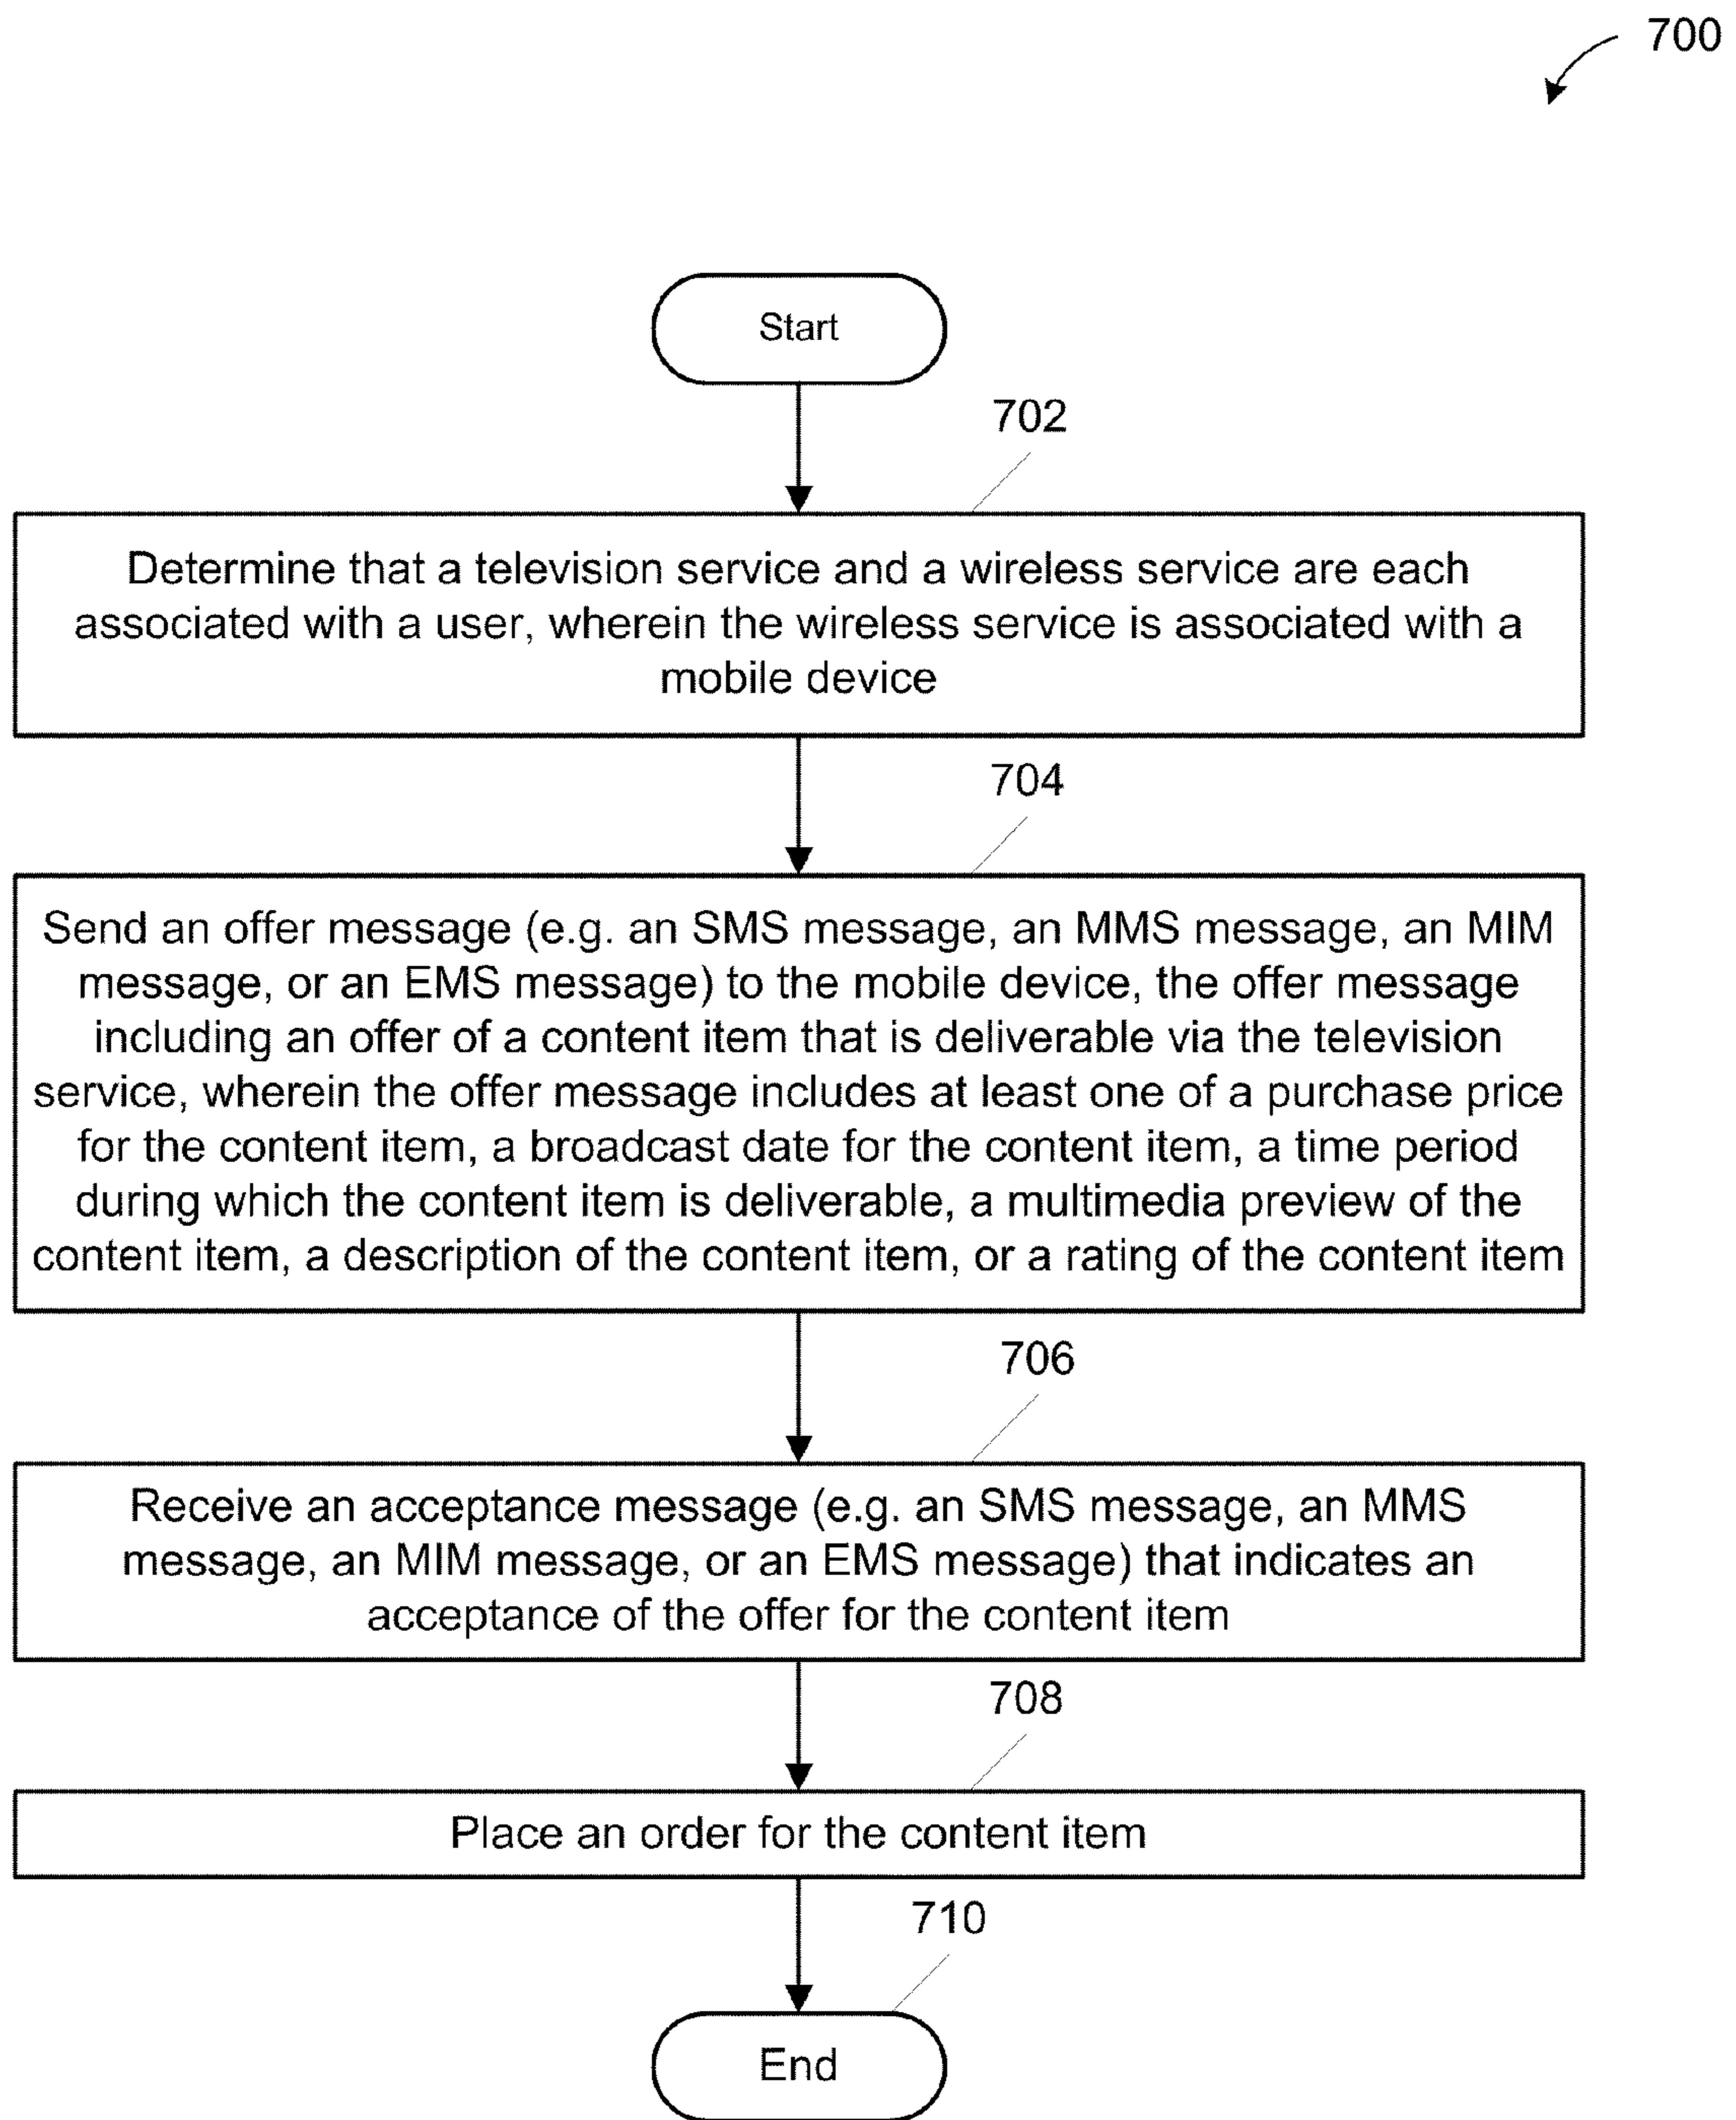 700
Start
702
Determine that a television service and a wireless service are each
associated with a user, wherein the wireless service is associated with a
mobile device
704
Send an offer message (e.g. an SMS message, an MMS message, an MIM
message, or an EMS message) to the mobile device, the offer message
including an offer of a content item that is deliverable via the television
service, wherein the offer message includes at least one of a purchase price
for the content item, a broadcast date for the content item, a time period
during which the content item is deliverable, a multimedia preview of the
content item, a description of the content item, or a rating of the content item
706
Receive an acceptance message (e.g. an SMS message, an MMS
message, an MIM message, or an EMS message) that indicates an
acceptance of the offer for the content item
708
Place an order for the content item
710
End